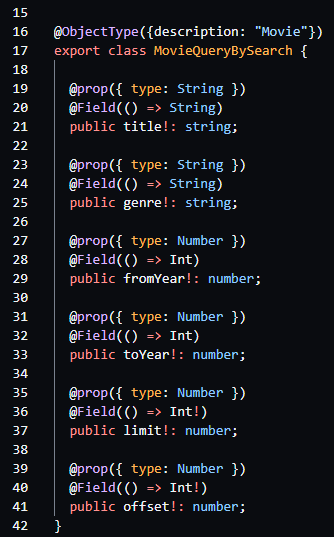 15
16 @ObjectType({description: "Movie"})
17 export class MovieQueryBySearch {
18
19 @prop({ type: String })
20 @Field(() => String)
21 public title!: string;
22
23 @prop({ type: String })
24 @Field(() => String)
25 public genre!: string;
26
27 @prop({ type: Number })
28 @Field(() => Int)
29 public fromYear!: number;
30
31 @prop({ type: Number })
32 @Field(() => Int)
33 public toYear!: number;
34
35 @prop({ type: Number })
36 @Field(() => Int!)
37 public limit!: number;
38
39 @prop({ type: Number })
40 @Field(() => Int!)
41 public offset!: number;
42 }